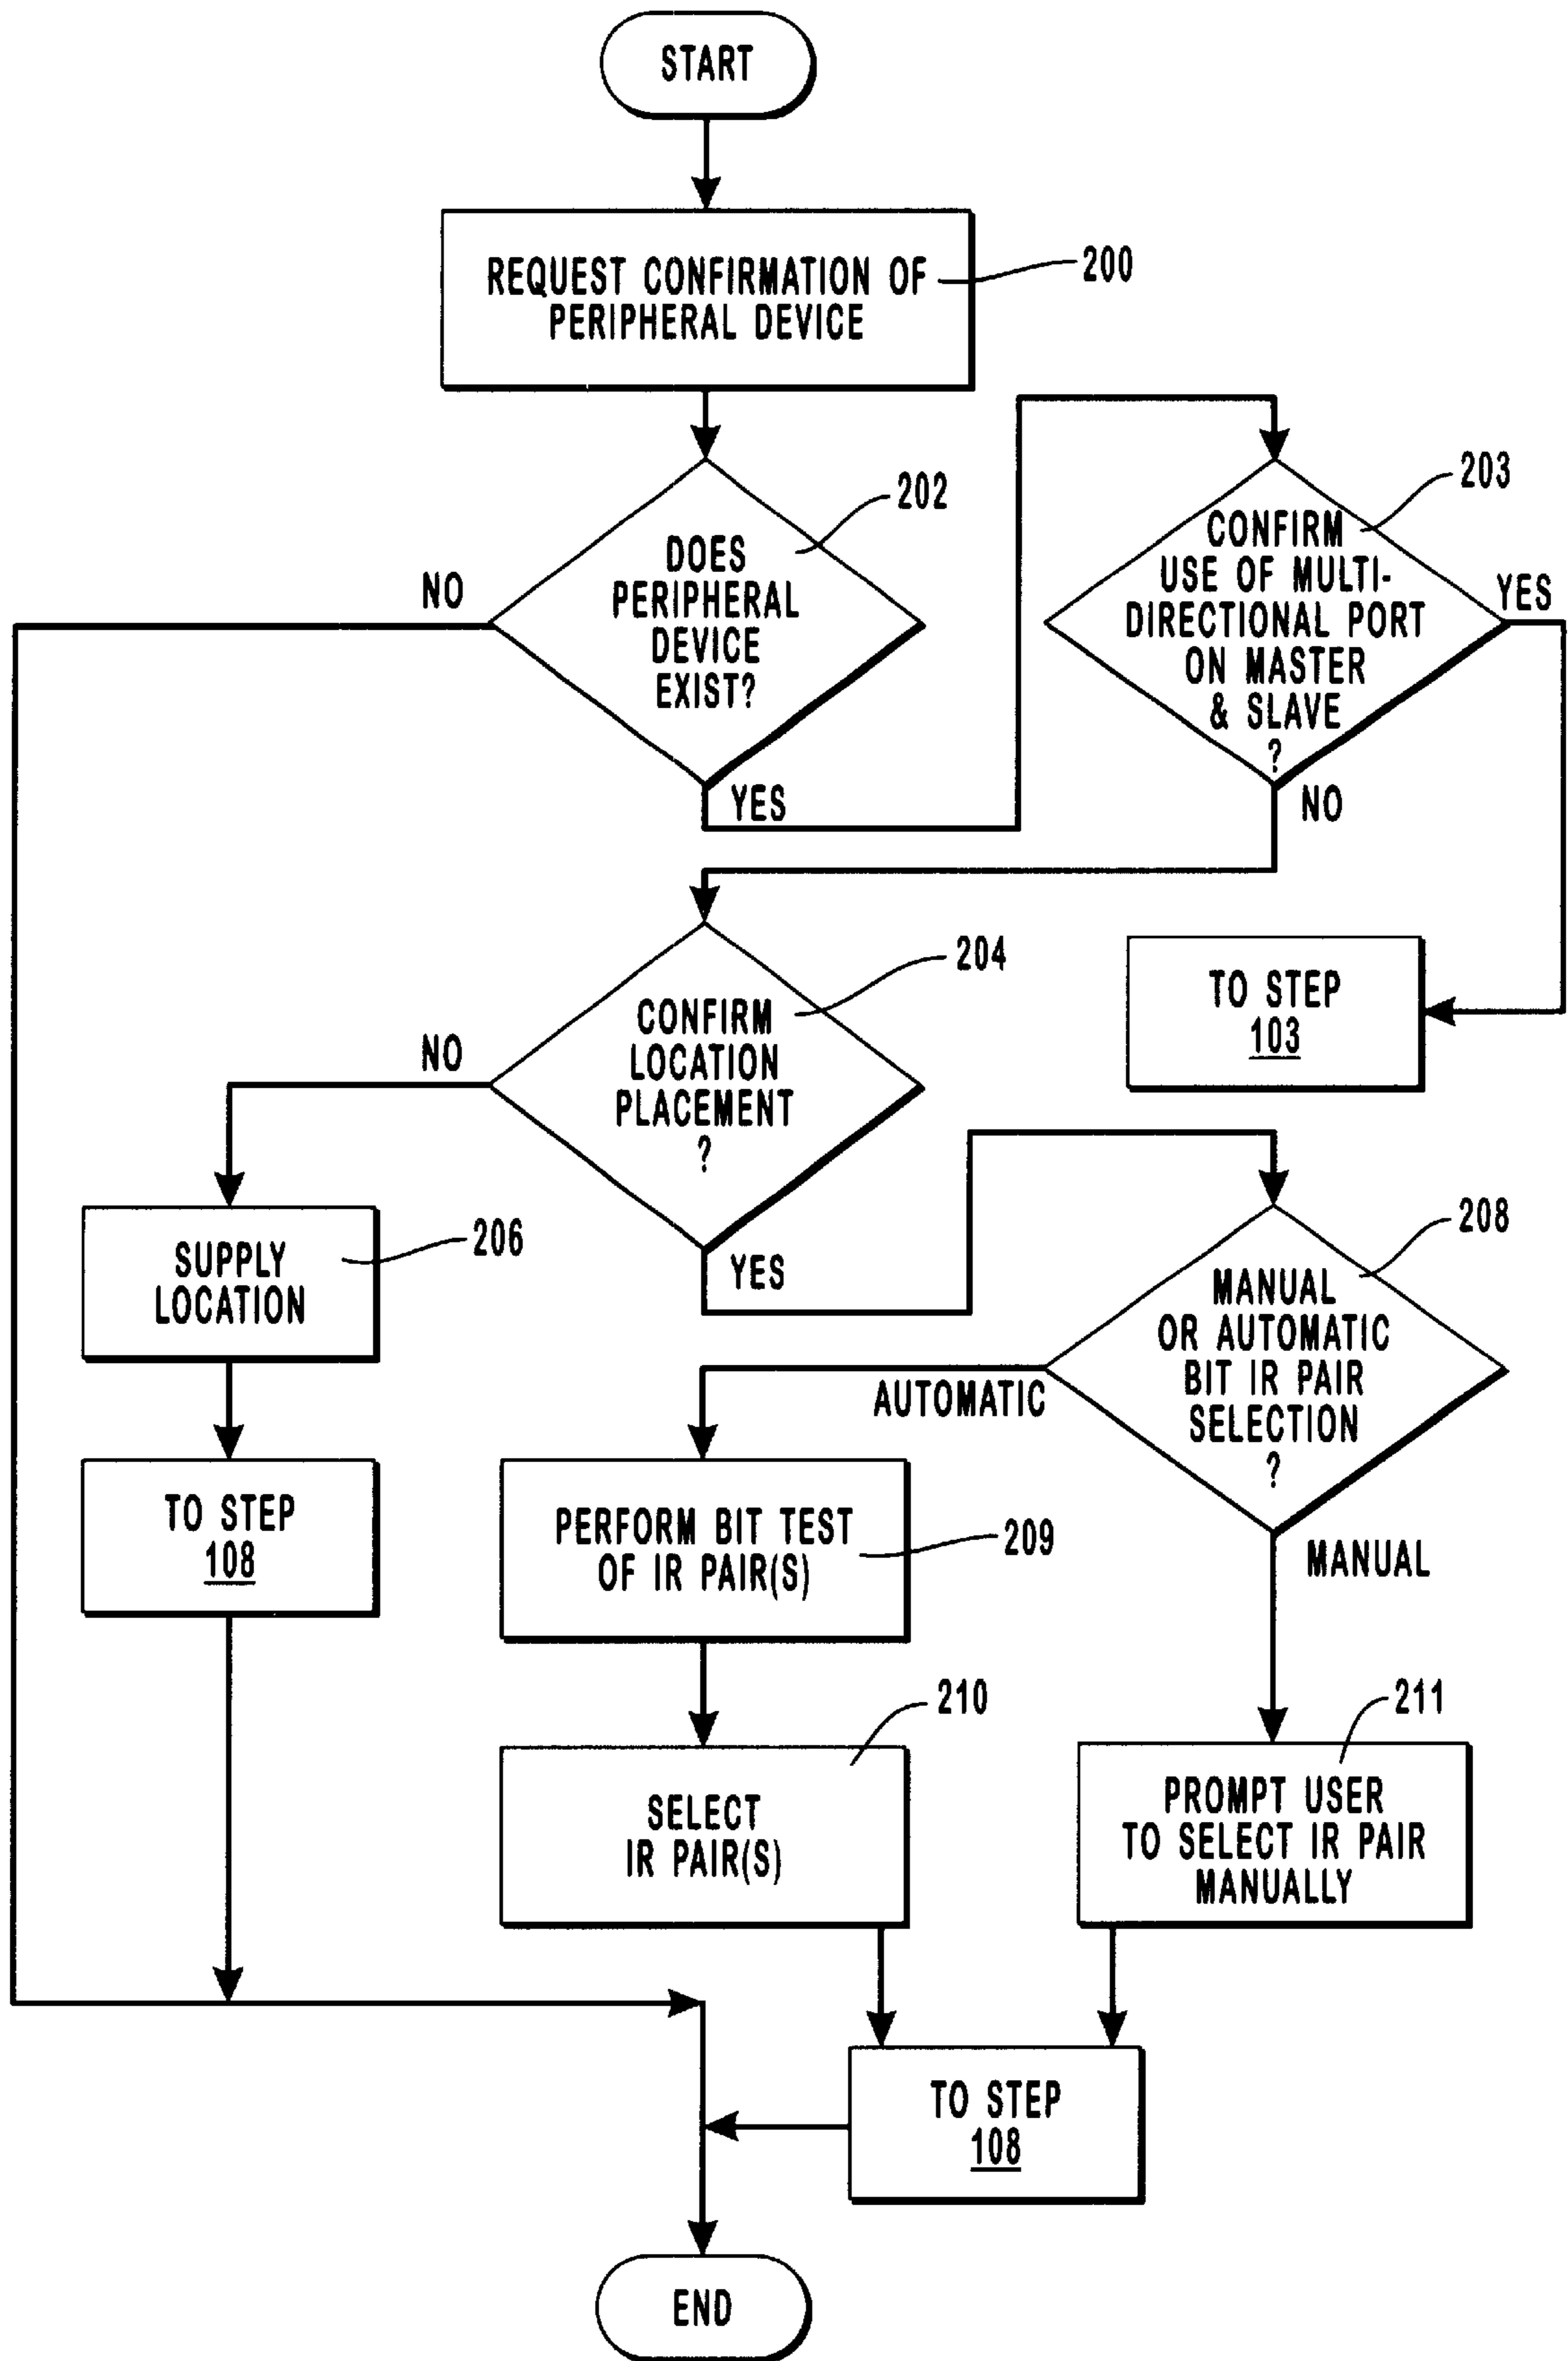 START
REQUEST CONFIRMATION OF
PERIPHERAL DEVICE
200
DOES
PERIPHERAL
DEVICE
EXIST?
202
NO
YES
CONFIRM
USE OF MULTI-
DIRECTIONAL PORT
ON MASTER
& SLAVE
?
203
YES
NO
TO STEP
103
CONFIRM
LOCATION
PLACEMENT
?
204
NO
YES
SUPPLY
LOCATION
206
TO STEP
108
MANUAL
OR AUTOMATIC
BIT IR PAIR
SELECTION
?
208
AUTOMATIC
MANUAL
PERFORM BIT TEST
OF IR PAIR(S)
209
SELECT
IR PAIR(S)
210
PROMPT USER
TO SELECT IR PAIR
MANUALLY
211
TO STEP
108
END